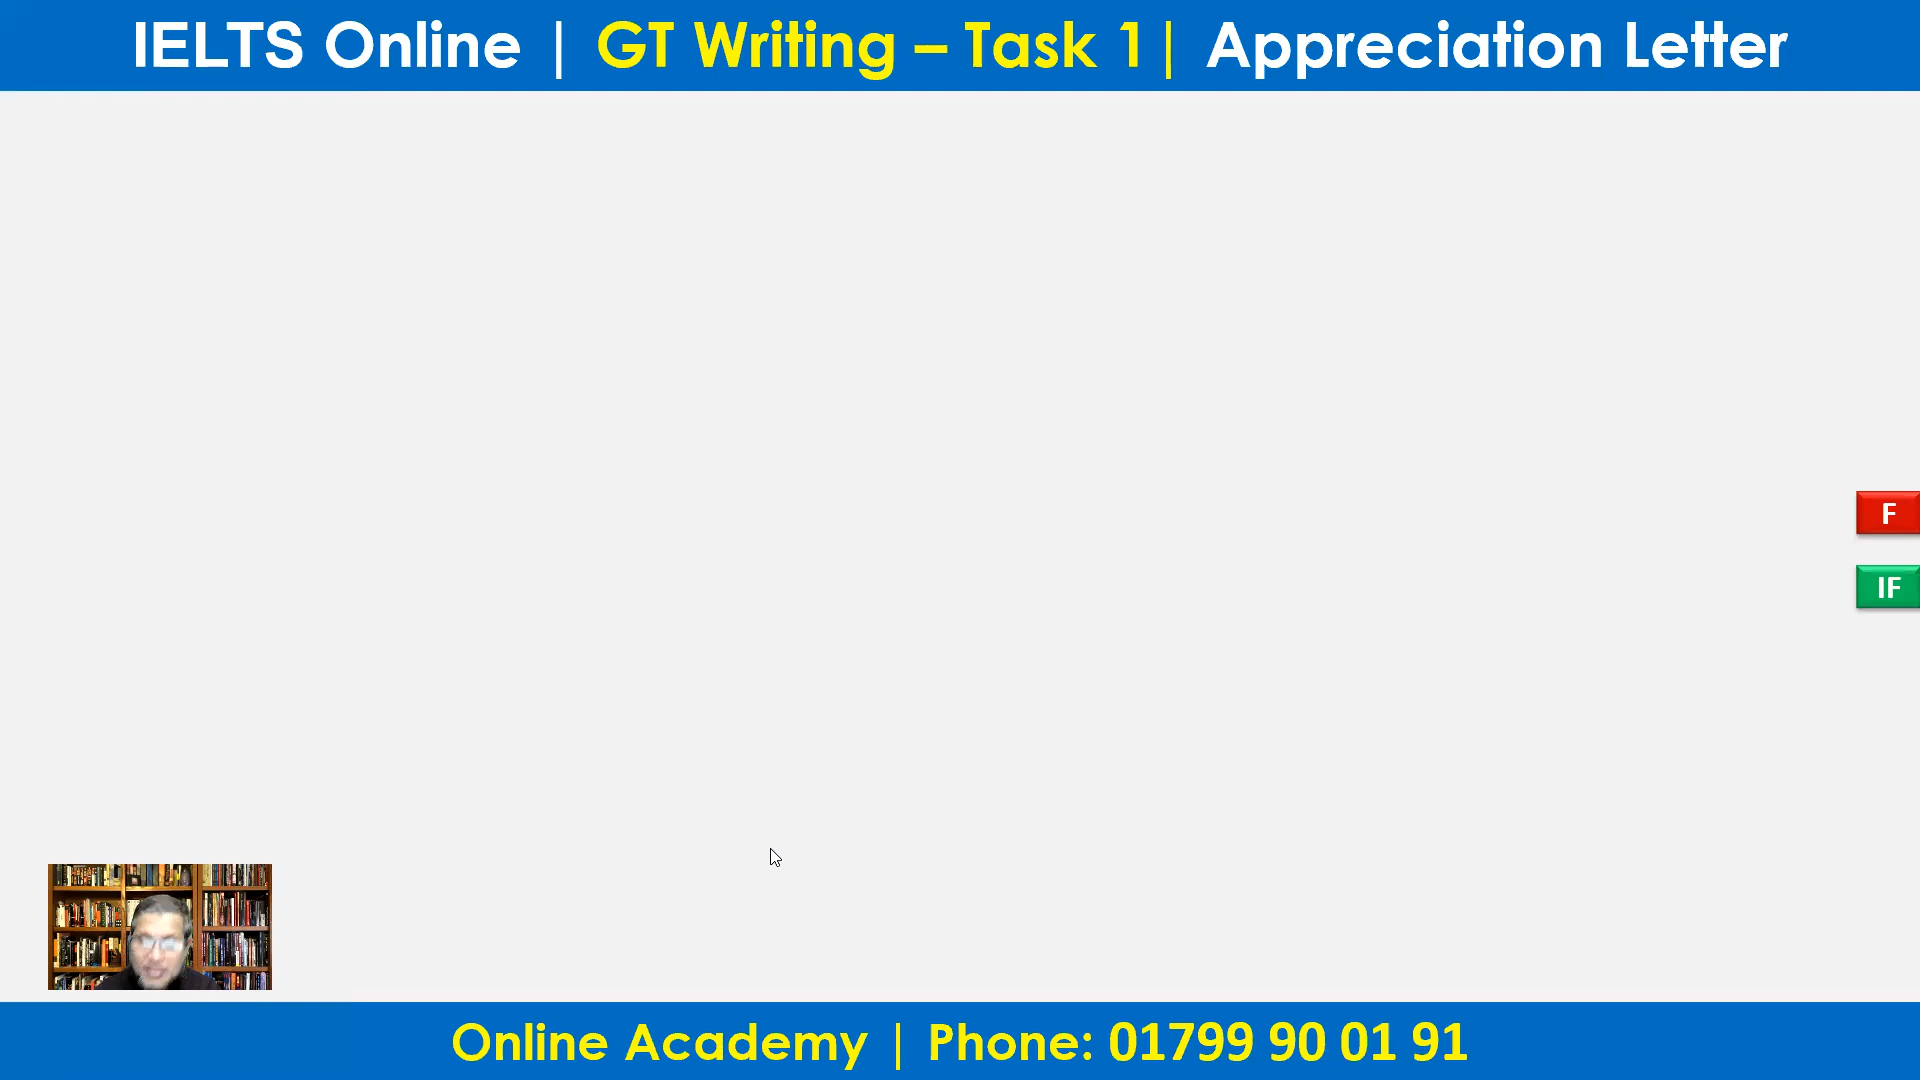 IELTS Online | GT Writing – Task 1 | Appreciation Letter
F
IF
Online Academy | Phone: 01799 90 01 91